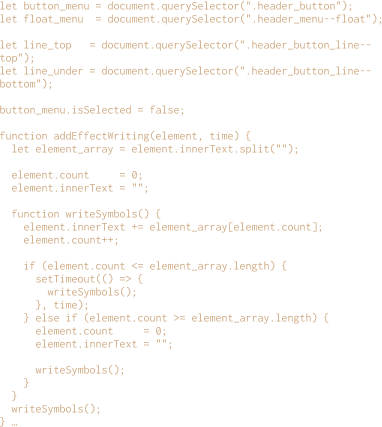 let button_menu = document.querySelector(".header_button");
let float_menu  = document.querySelector(".header_menu--float");

let line_top   = document.querySelector(".header_button_line--
top");
let line_under = document.querySelector(".header_button_line--
bottom");

button_menu.isSelected = false;

function addEffectWriting(element, time) {
  let element_array = element.innerText.split("");

  element.count     = 0;
  element.innerText = "";

  function writeSymbols() {
    element.innerText += element_array[element.count];
    element.count++;

    if (element.count <= element_array.length) {
      setTimeout(() => {
        writeSymbols();
      }, time);
    } else if (element.count >= element_array.length) {
      element.count     = 0;
      element.innerText = "";

      writeSymbols();
    }
  }
  writeSymbols();
} …